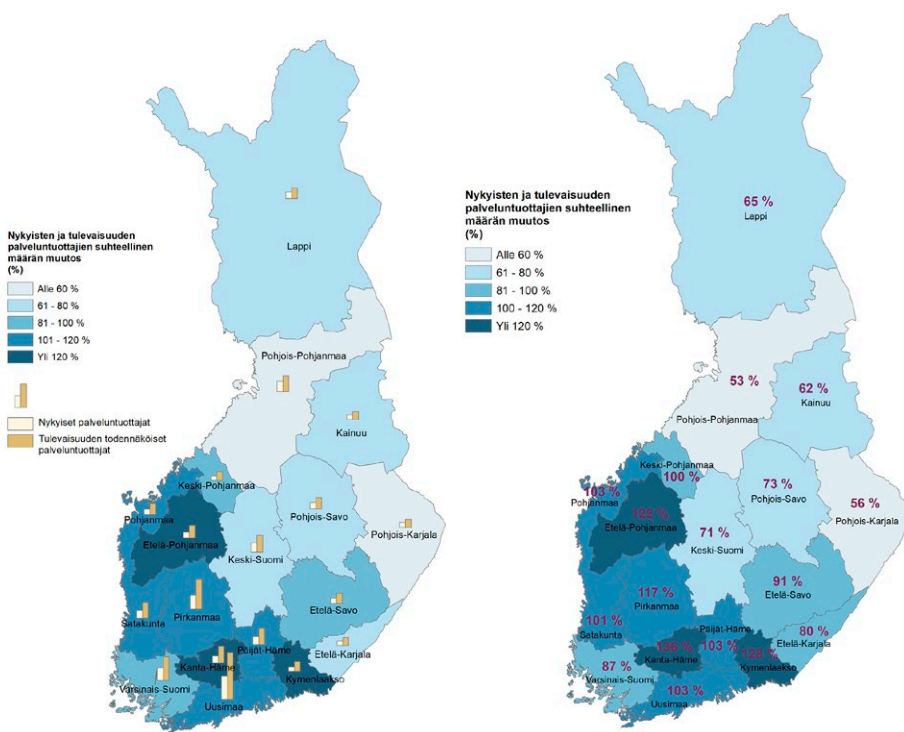 Nykyisten ja tulevaisuuden
palveluntuottajien suhteellinen
määrän muutos
(%)
Alle 60 %
61 - 80 %
81 - 100 %
101 - 120 %
Yli 120 %
Nykyiset palveluntuottajat
Tulevaisuuden todennäköiset
palveluntuottajat
Lappi
Pohjois-Pohjanmaa
Kainuu
Keski-Pohjanmaa
Pohjanmaa
Etelä-Pohjanmaa
Pohjois-Savo
Pohjois-Karjala
Keski-Suomi
Etelä-Savo
Pirkanmaa
Satakunta
Päijät-Häme
Etelä-Karjala
Kanta-Häme
Kymenlaakso
Varsinais-Suomi
Uusimaa
Nykyisten ja tulevaisuuden
palveluntuottajien suhteellinen
määrän muutos
(%)
Alle 60 %
61 - 80 %
81 - 100 %
100 - 120 %
Yli 120 %
65 %
Lappi
53 %
Pohjois-Pohjanmaa
62 %
Kainuu
Keski-Pohjanmaa
100 %
103 %
Pohjanmaa
122 %
Etelä-Pohjanmaa
73 %
Pohjois-Savo
56 %
Pohjois-Karjala
71 %
Keski-Suomi
91 %
Etelä-Savo
117 %
Pirkanmaa
101 %
Satakunta
Päijät-Häme
103 %
80 %
Etelä-Karjala
136 %
Kanta-Häme
128 %
Kymenlaakso
87 %
Varsinais-Suomi
103 %
Uusimaa